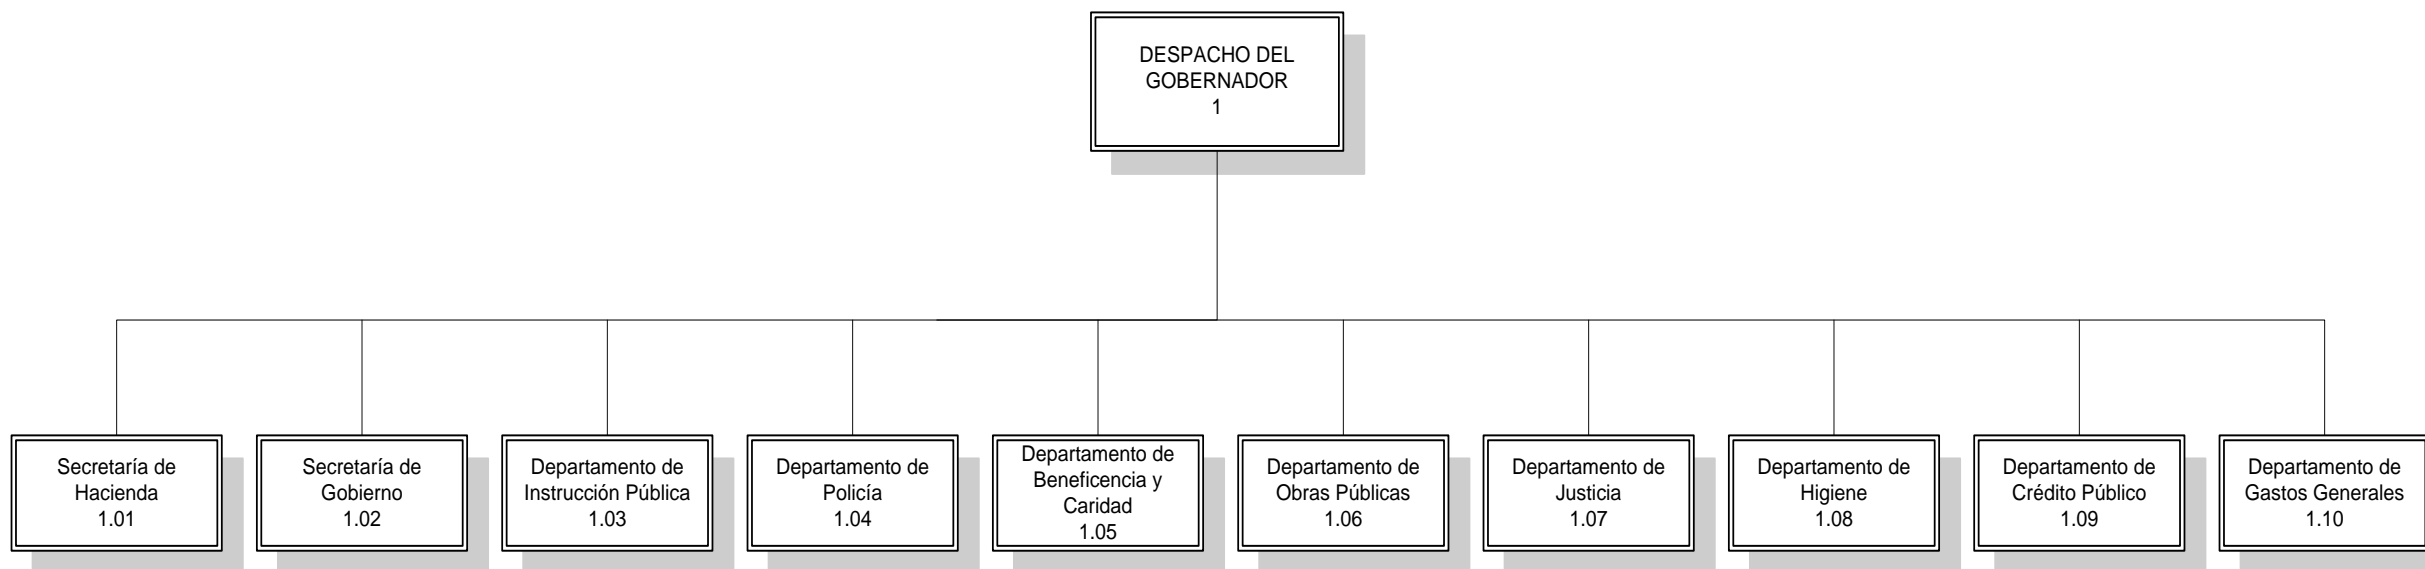 DESPACHO DEL
GOBERNADOR
1
Secretaría de
Hacienda
1.01
Secretaría de
Gobierno
1.02
Departamento de
Instrucción Pública
1.03
Departamento de
Policía
1.04
Departamento de
Beneficencia y
Caridad
1.05
Departamento de
Obras Públicas
1.06
Departamento de
Justicia
1.07
Departamento de
Higiene
1.08
Departamento de
Crédito Público
1.09
Departamento de
Gastos Generales
1.10